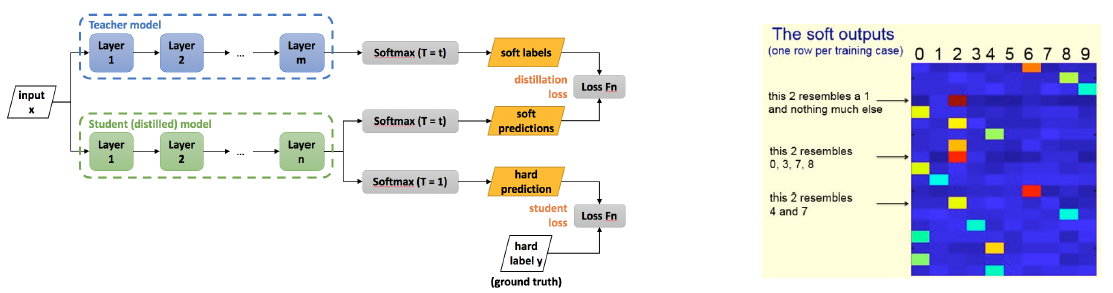 Teacher model
Layer
1
Layer
2
...
Layer
m
Softmax (T = t)
soft labels
distillation
loss
Loss Fn
input
x
Student (distilled) model
Layer
1
Layer
2
...
Layer
n
Softmax (T = t)
soft
predictions
Softmax (T = 1)
hard
prediction
student
loss
Loss Fn
hard
label y
(ground truth)
The soft outputs
(one row per training case)
0 1 2 3 4 5 6 7 8 9
this 2 resembles a 1
and nothing much else
this 2 resembles
0, 3, 7, 8
this 2 resembles
4 and 7